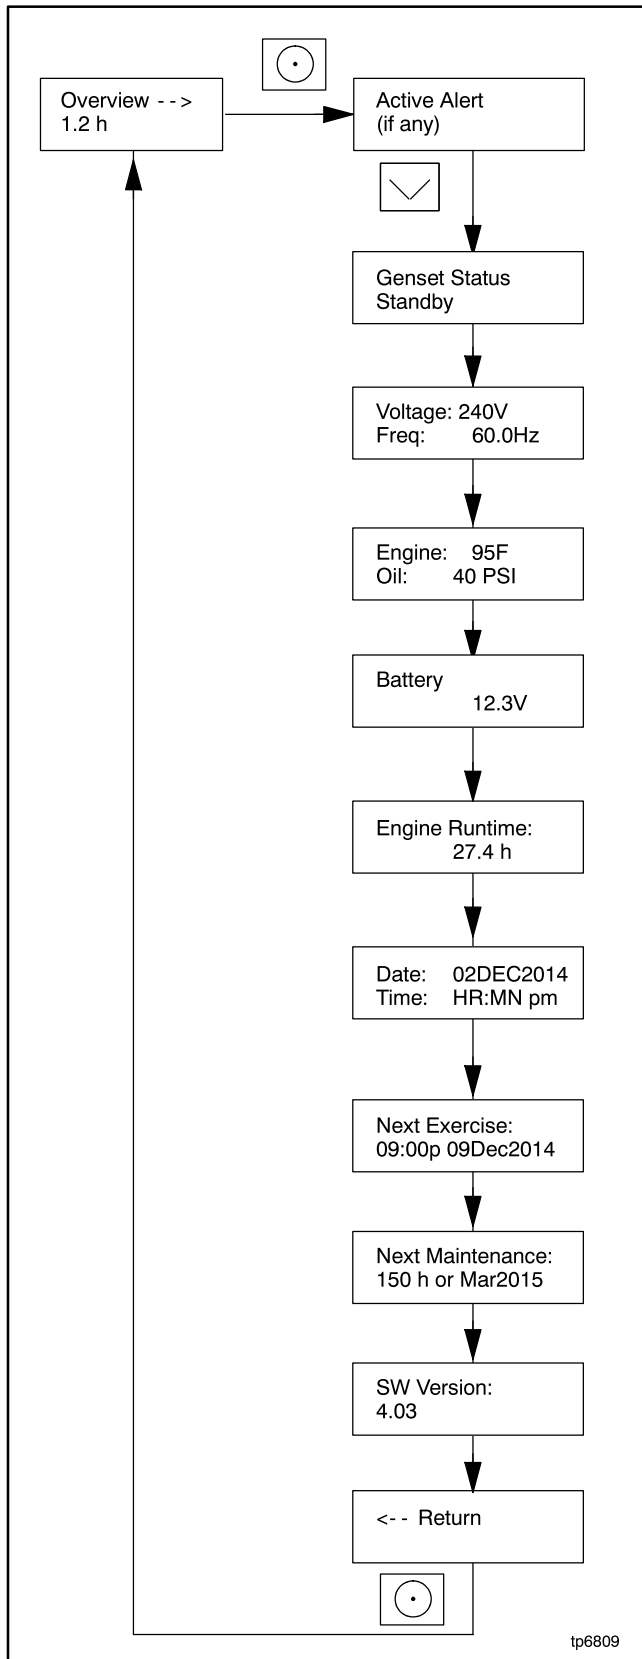 Overview - - >
1.2 h
Active Alert
(if any)
Genset Status
Standby
Voltage: 240V
Freq: 60.0Hz
Engine: 95F
Oil: 40 PSI
Battery
12.3V
Engine Runtime:
27.4 h
Date: 02DEC2014
Time: HR:MN pm
Next Exercise:
09:00p 09Dec2014
Next Maintenance:
150 h or Mar2015
SW Version:
4.03
<- - Return
tp6809